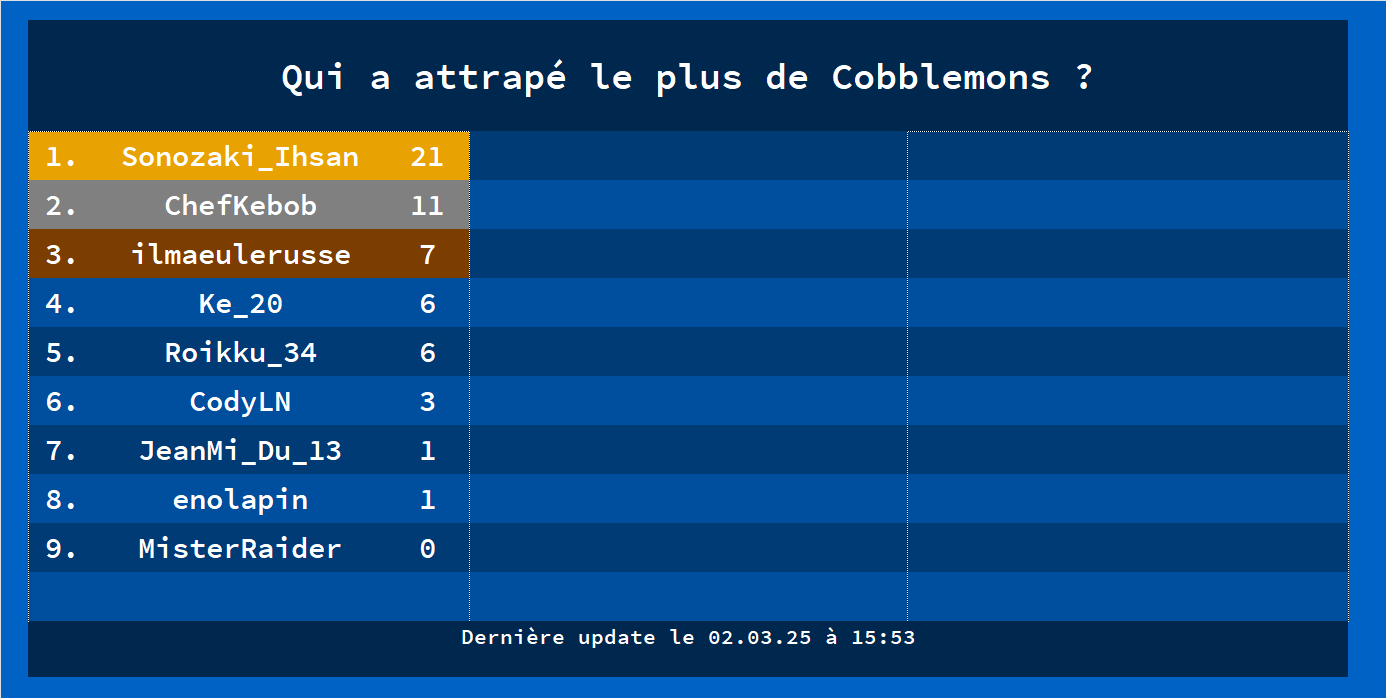 Qui a attrapé le plus de Cobblemons ?
1. Sonozaki_Ihsan 21
2. ChefKebob 11
3. ilmaeulerusse 7
4. Ke_20 6
5. Roikku_34 6
6. CodyLN 3
7. JeanMi_Du_13 1
8. enolapin 1
9. MisterRaider 0
Dernière update le 02.03.25 à 15:53